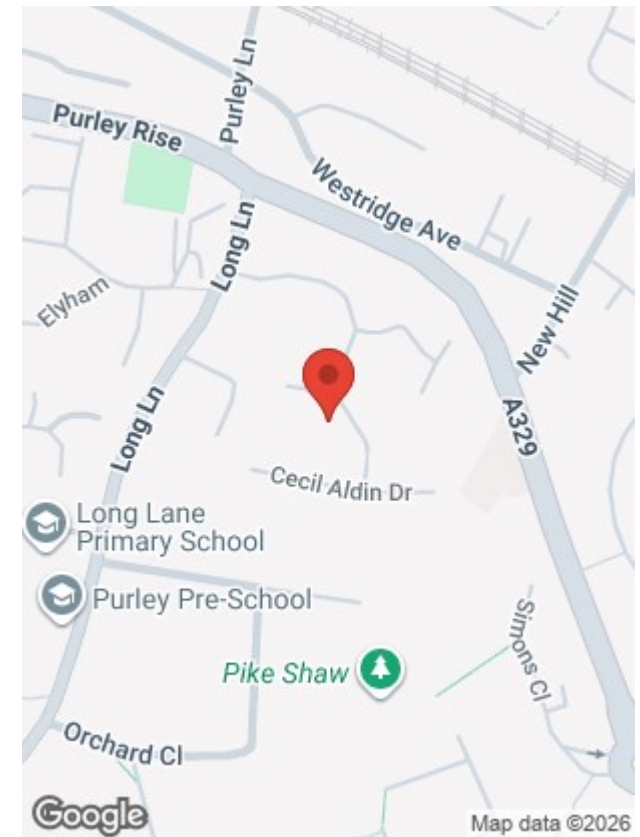 Purley Ln
Purley Rise
Westridge Ave
Long Ln
Elyham
New Hill
Long Ln
A329
Cecil Aldin Dr
Long Lane
Primary School
Purley Pre-School
Simons Cl
Pike Shaw
Orchard Cl
Google
Map data ©2026